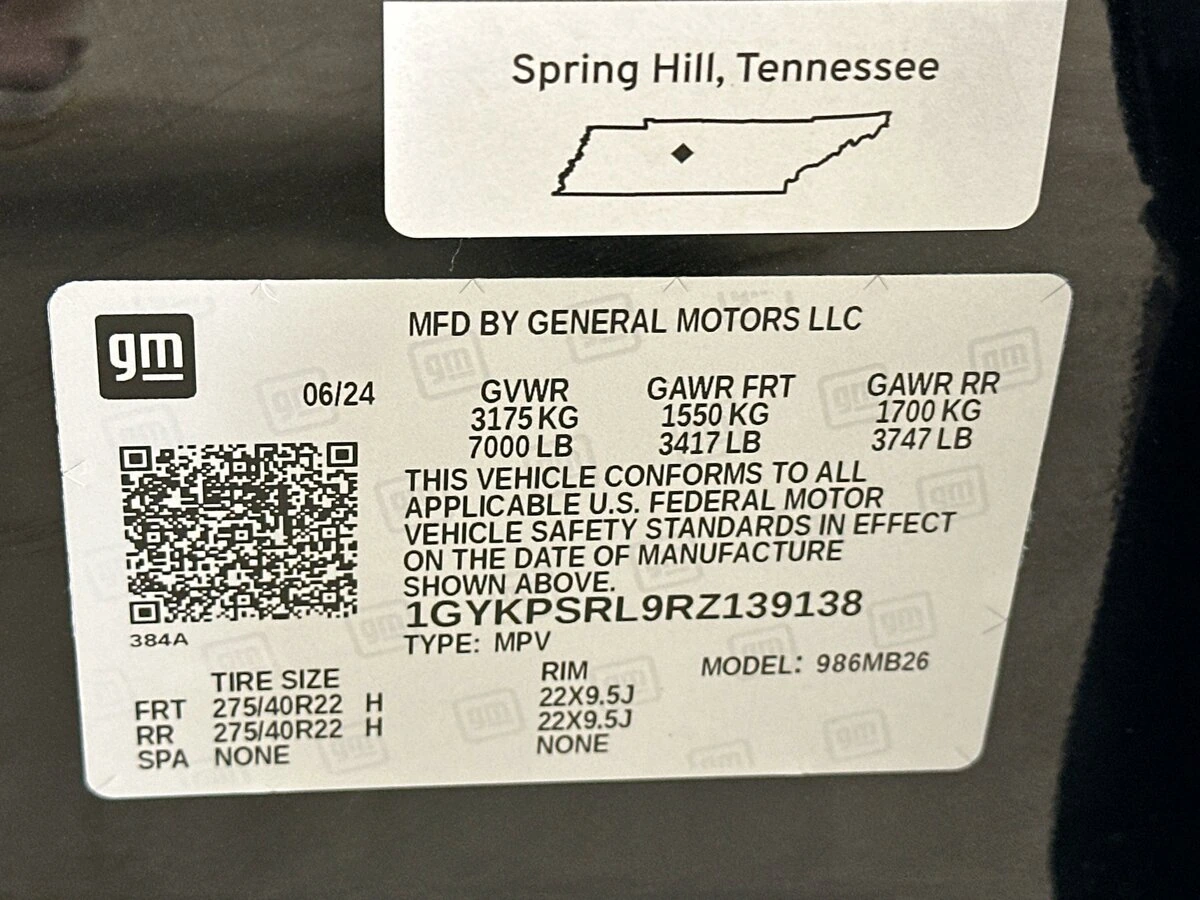 Spring Hill, Tennessee
gm
MFD BY GENERAL MOTORS LLC
06/24 GVWR GAWR FRT GAWR RR
3175 KG 1550 KG 1700 KG
7000 LB 3417 LB 3747 LB
THIS VEHICLE CONFORMS TO ALL
APPLICABLE U.S. FEDERAL MOTOR
VEHICLE SAFETY STANDARDS IN EFFECT
ON THE DATE OF MANUFACTURE
SHOWN ABOVE.
1GYKPSRL9RZ139138
384A
TYPE: MPV
TIRE SIZE RIM MODEL: 986MB26
FRT 275/40R22 H 22X9.5J
RR 275/40R22 H 22X9.5J
SPA NONE NONE